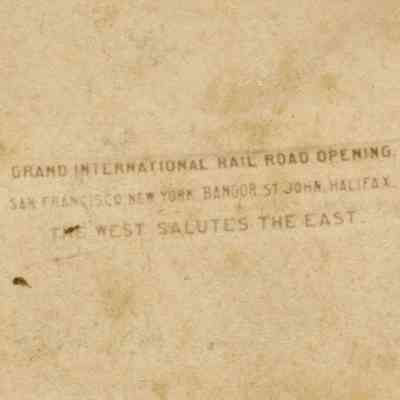 GRAND INTERNATIONAL RAIL ROAD OPENING.
SAN FRANCISCO. NEW YORK. BANGOR. ST JOHN. HALIFAX.
THE WEST SALUTES THE EAST.